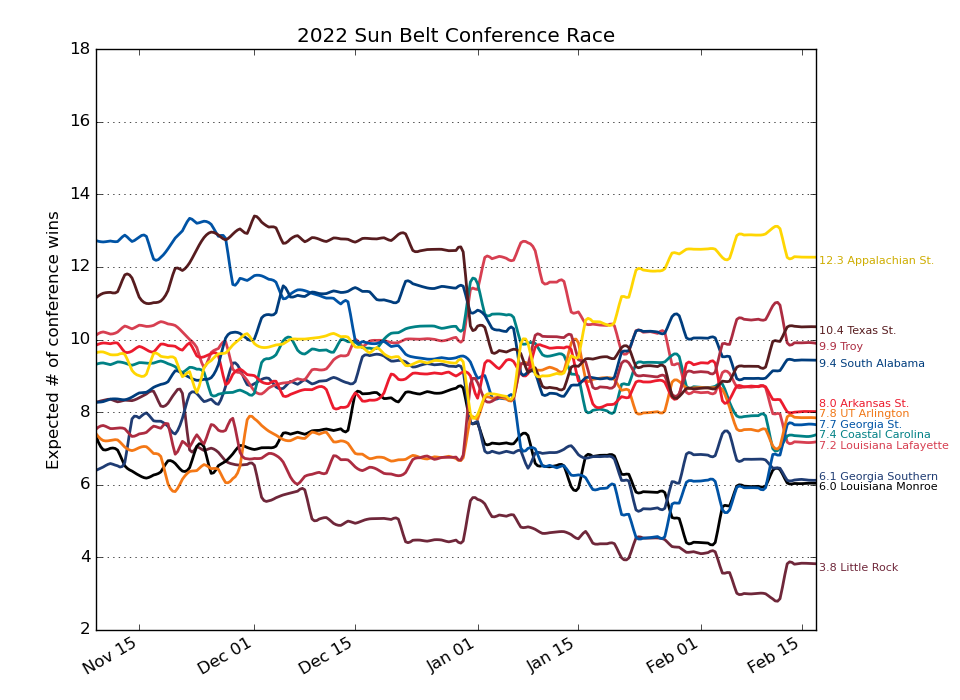 2022 Sun Belt Conference Race
Expected # of conference wins
18
16
14
12
10
8
6
4
2
Nov 15
Dec 01
Dec 15
Jan 01
Jan 15
Feb 01
Feb 15
12.3 Appalachian St.
10.4 Texas St.
9.9 Troy
9.4 South Alabama
8.0 Arkansas St.
7.8 UT Arlington
7.7 Georgia St.
7.4 Coastal Carolina
7.2 Louisiana Lafayette
6.1 Georgia Southern
6.0 Louisiana Monroe
3.8 Little Rock